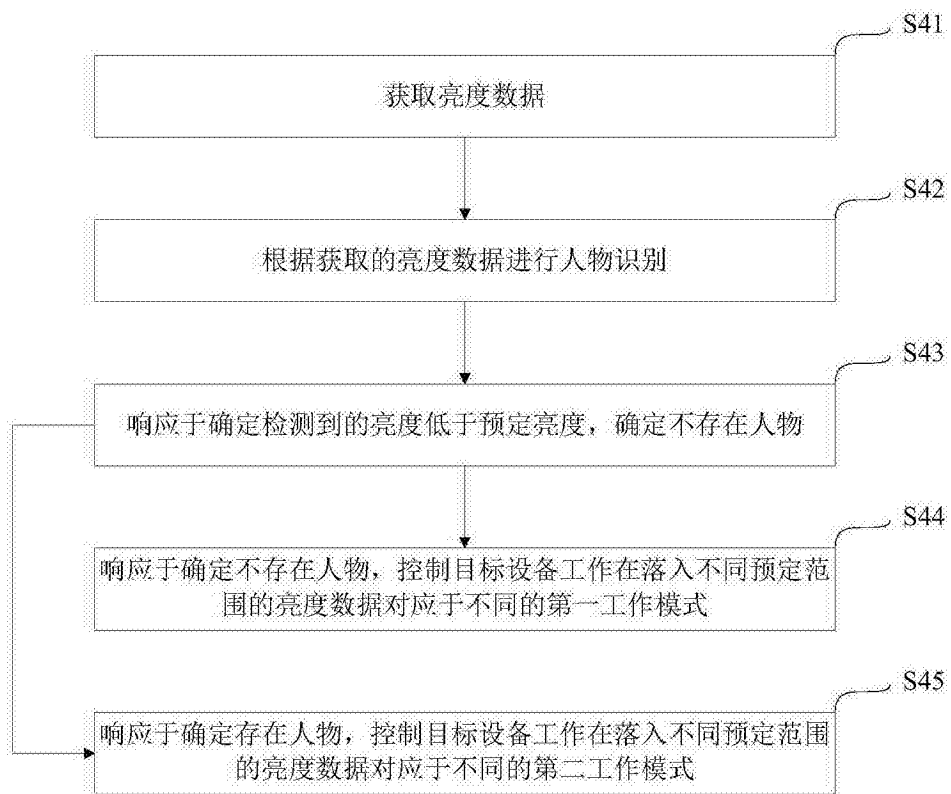 S41
获取亮度数据
S42
根据获取的亮度数据进行人物识别
S43
响应于确定检测到的亮度低于预定亮度，确定不存在人物
S44
响应于确定不存在人物，控制目标设备工作在落入不同预定范
围的亮度数据对应于不同的第一工作模式
S45
响应于确定存在人物，控制目标设备工作在落入不同预定范围
的亮度数据对应于不同的第二工作模式